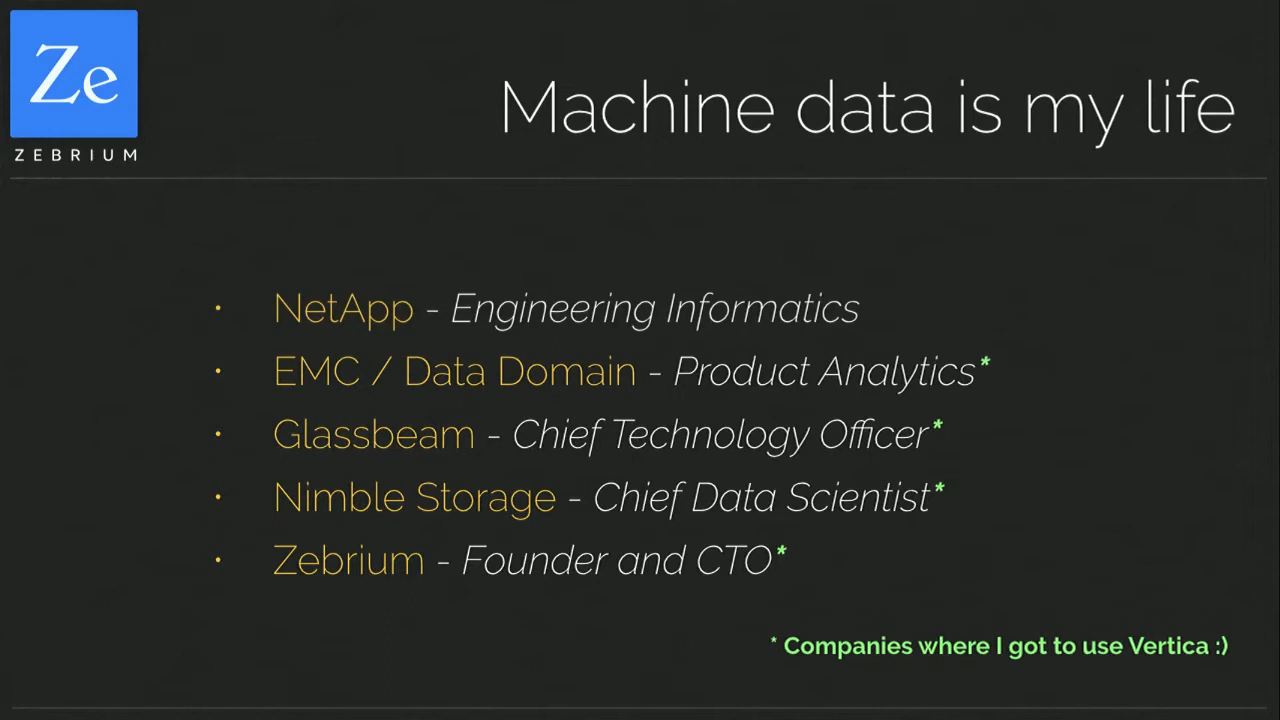 Ze
ZEBRIUM
Machine data is my life
• NetApp - Engineering Informatics
• EMC / Data Domain - Product Analytics*
• Glassbeam - Chief Technology Officer*
• Nimble Storage - Chief Data Scientist*
• Zebrium - Founder and CTO*
* Companies where I got to use Vertica :)